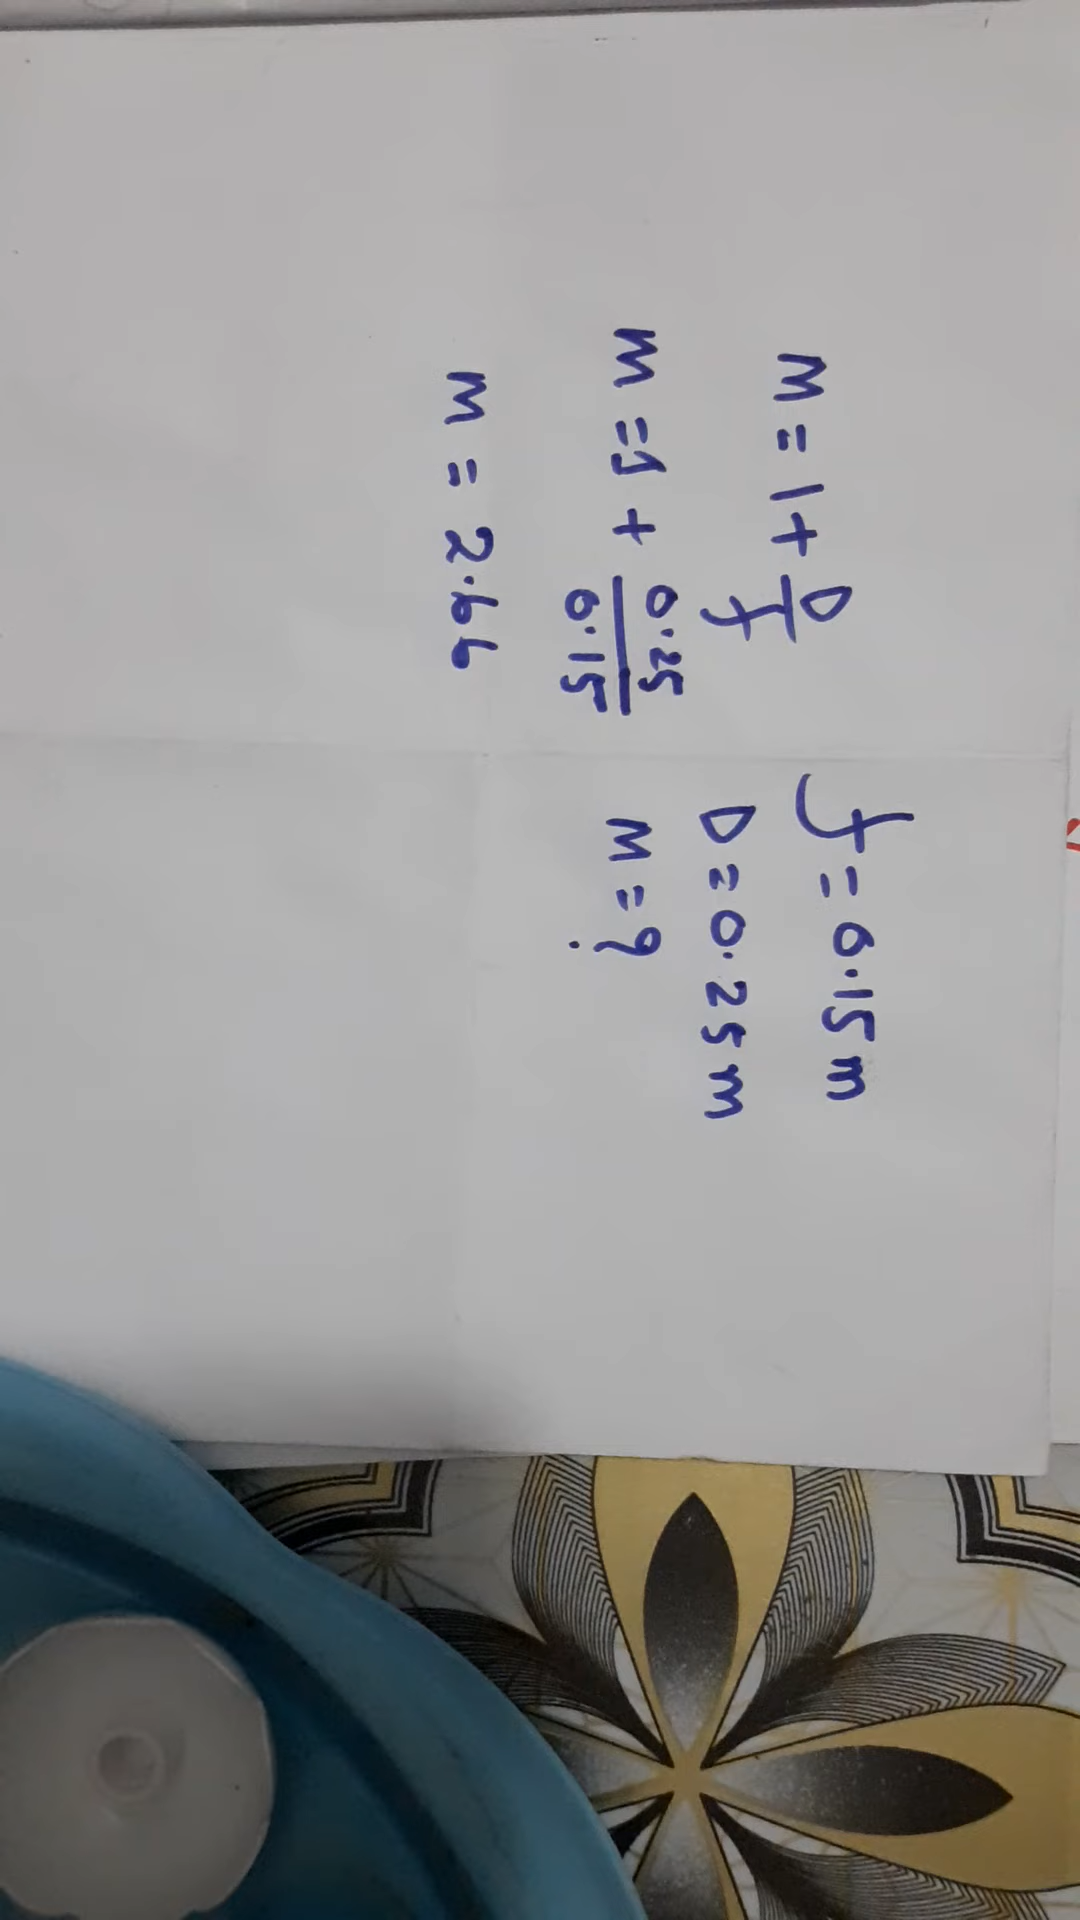 f = 0.15 m
D = 0.25 m
M = ?
M = 1 + D/f
M = 1 + 0.25/0.15
M = 2.66